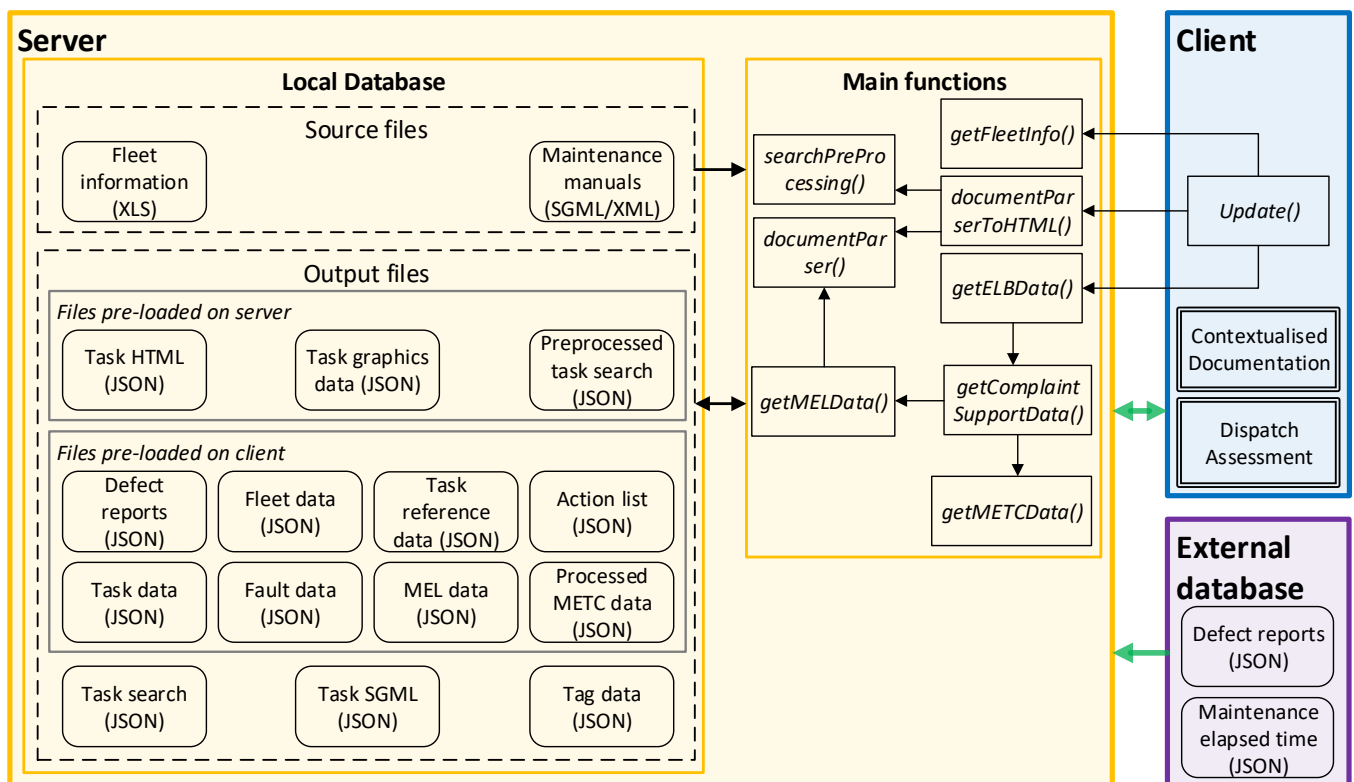 Server
Local Database
Source files
Fleet
information
(XLS)
Maintenance
manuals
(SGML/XML)
Output files
Files pre-loaded on server
Task HTML
(JSON)
Task graphics
data (JSON)
Preprocessed
task search
(JSON)
Files pre-loaded on client
Defect
reports
(JSON)
Fleet data
(JSON)
Task
reference
data (JSON)
Action list
(JSON)
Task data
(JSON)
Fault data
(JSON)
MEL data
(JSON)
Processed
METC data
(JSON)
Task search
(JSON)
Task SGML
(JSON)
Tag data
(JSON)
Main functions
getFleetInfo()
searchPrePro
cessing()
documentPar
serToHTML()
documentPar
ser()
getELBData()
getMELData()
getComplaint
SupportData()
getMETCData()
Client
Update()
Contextualised
Documentation
Dispatch
Assessment
External
database
Defect reports
(JSON)
Maintenance
elapsed time
(JSON)